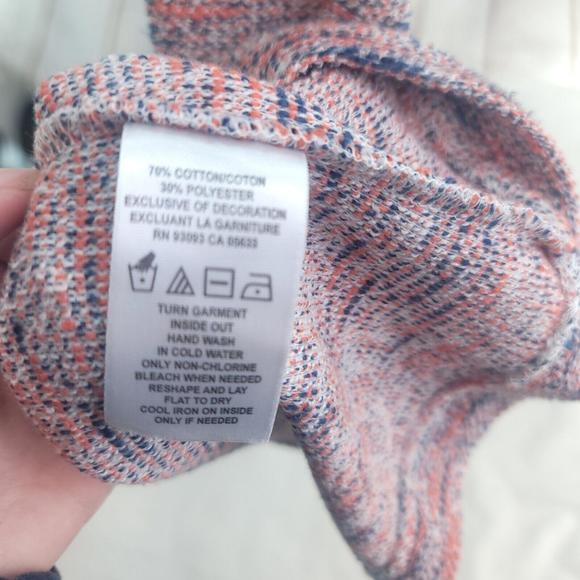 70% COTTON/COTON
30% POLYESTER
EXCLUSIVE OF DECORATION
EXCLUANT LA GARNITURE
RN 93093 CA 05633
TURN GARMENT
INSIDE OUT
HAND WASH
IN COLD WATER
ONLY NON-CHLORINE
BLEACH WHEN NEEDED
RESHAPE AND LAY
FLAT TO DRY
COOL IRON ON INSIDE
ONLY IF NEEDED